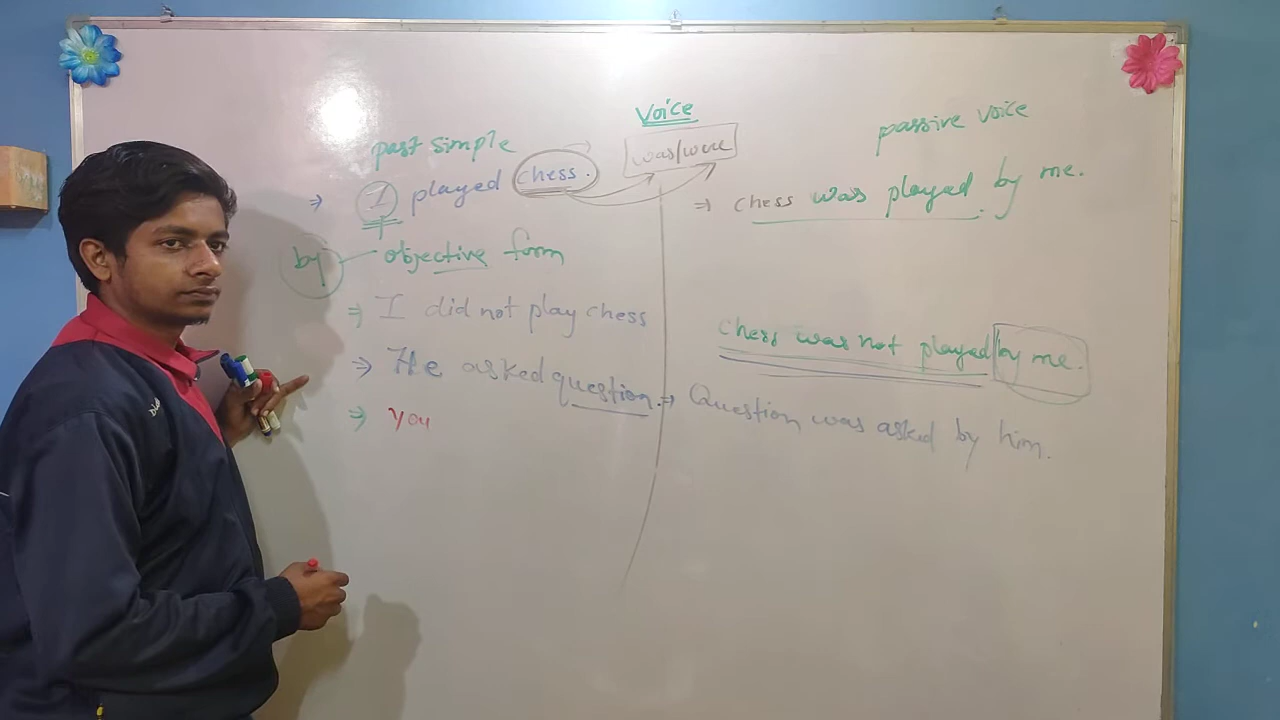 Voice
past simple
was/were
passive voice
⇒ I played chess.
⇒ chess was played by me.
by objective form
⇒ I did not play chess
chess was not played by me.
⇒ He asked question.
⇒ Question was asked by him.
⇒ you